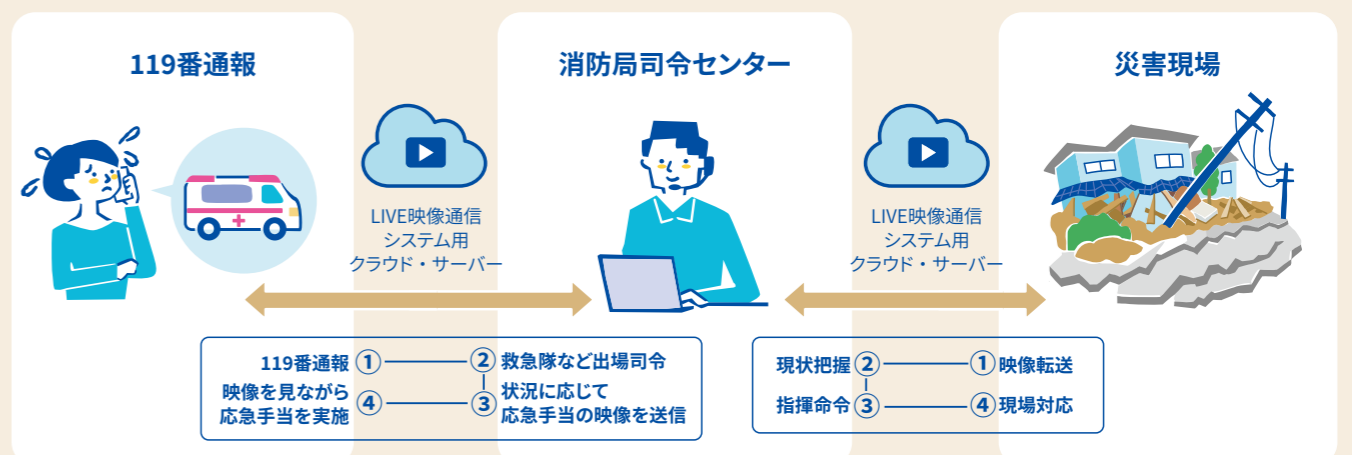 119番通報
消防局司令センター
災害現場
LIVE映像通信
システム用
クラウド・サーバー
LIVE映像通信
システム用
クラウド・サーバー
119番通報 ①
② 救急隊など出場司令
映像を見ながら
応急手当を実施 ④
③ 状況に応じて
応急手当の映像を送信
現状把握 ②
① 映像転送
指揮命令 ③
④ 現場対応